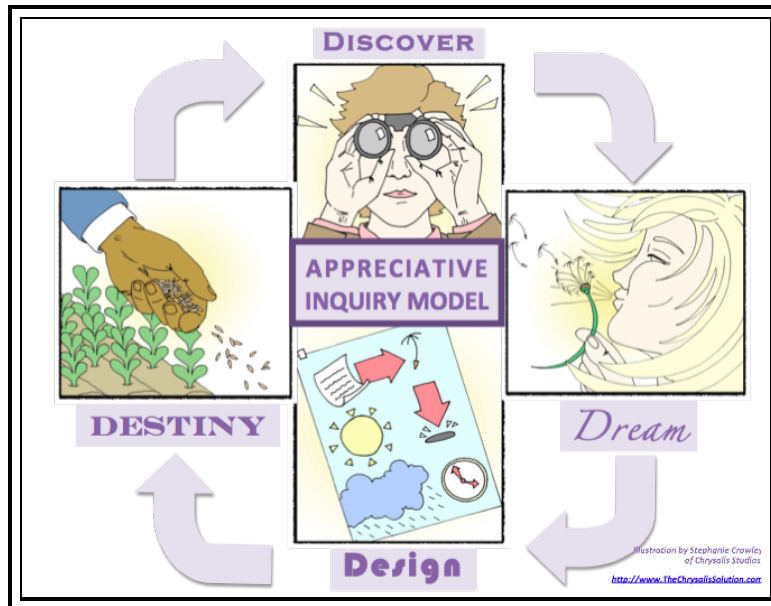 DISCOVER
APPRECIATIVE
INQUIRY MODEL
DESTINY
Dream
Design
Illustration by Stephanie Crowley
of Chrysalis Studios
http://www.TheChrysalisSolution.com